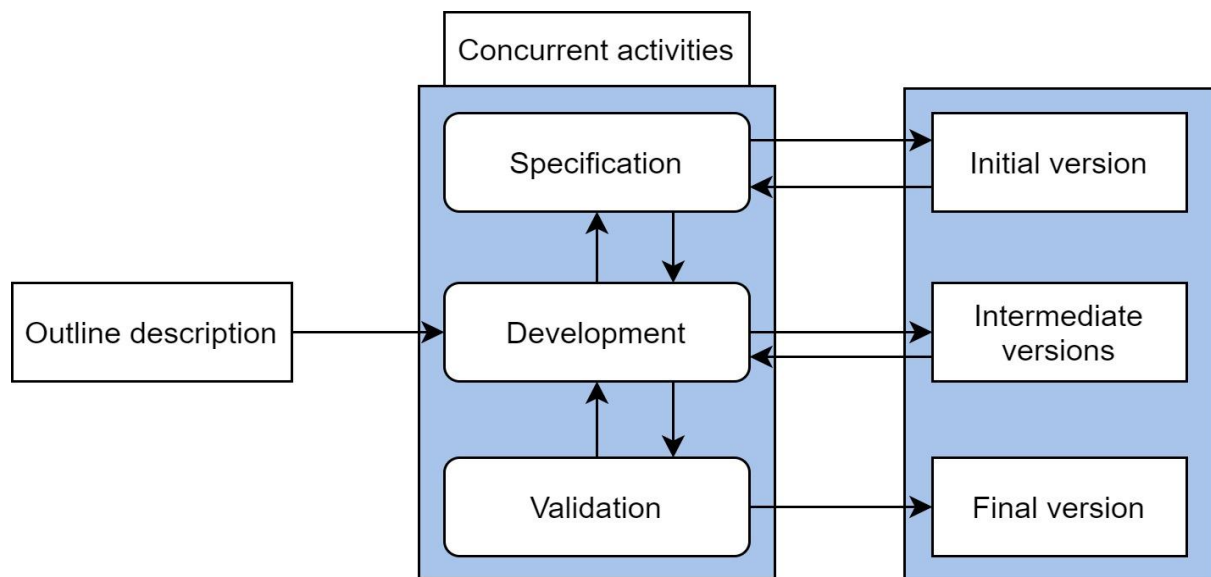 Concurrent activities
Specification
Initial version
Outline description
Development
Intermediate
versions
Validation
Final version